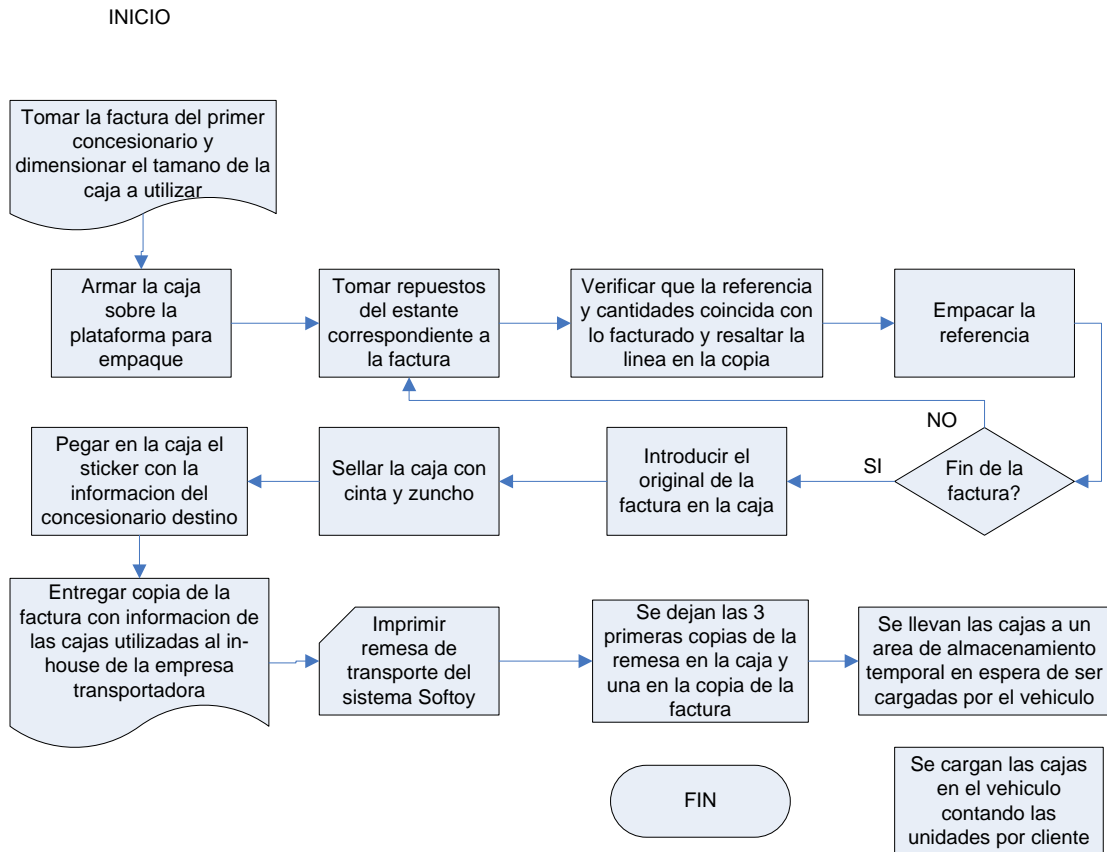 INICIO
Tomar la factura del primer
concesionario y
dimensionar el tamano de la
caja a utilizar
Armar la caja
sobre la
plataforma para
empaque
Tomar repuestos
del estante
correspondiente a
la factura
Verificar que la referencia
y cantidades coincida con
lo facturado y resaltar la
linea en la copia
Empacar la
referencia
NO
Fin de la
factura?
SI
Introducir el
original de la
factura en la caja
Sellar la caja con
cinta y zuncho
Pegar en la caja el
sticker con la
informacion del
concesionario destino
Entregar copia de la
factura con informacion de
las cajas utilizadas al in-
house de la empresa
transportadora
Imprimir
remesa de
transporte del
sistema Softoy
Se dejan las 3
primeras copias de la
remesa en la caja y
una en la copia de la
factura
Se llevan las cajas a un
area de almacenamiento
temporal en espera de ser
cargadas por el vehiculo
Se cargan las cajas
en el vehiculo
contando las
unidades por cliente
FIN